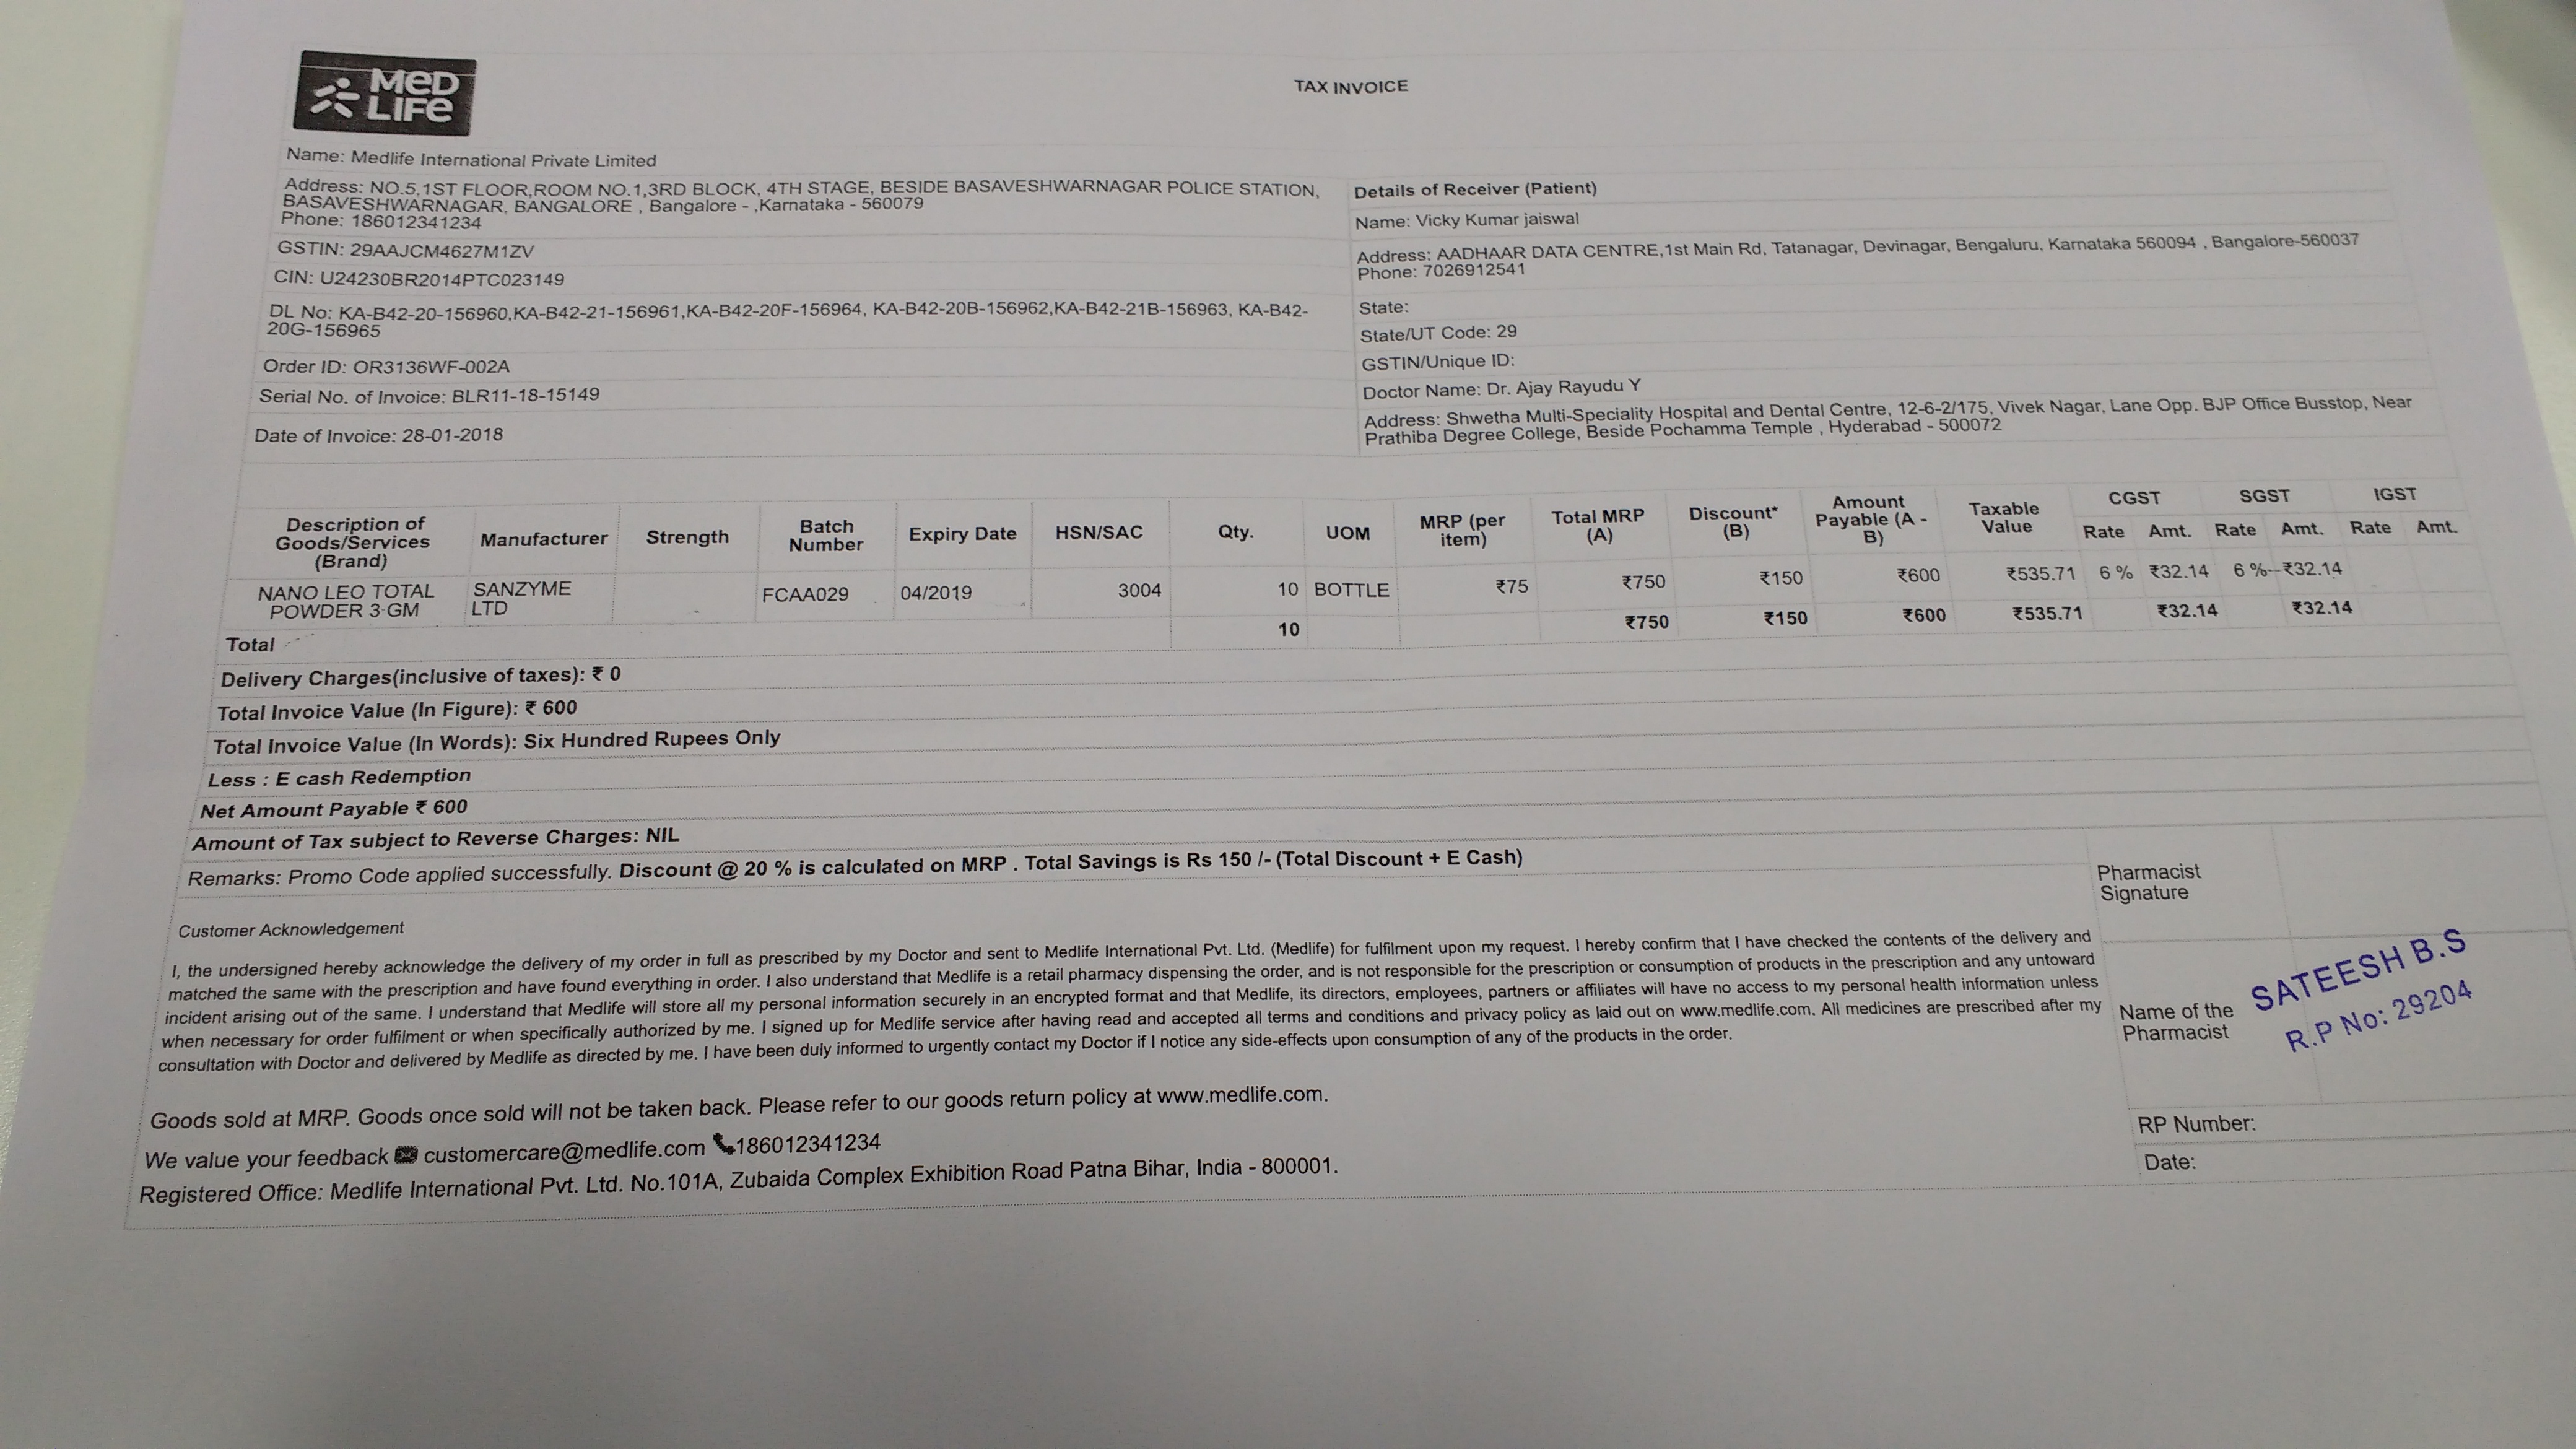 MED
LIFE
TAX INVOICE
Name: Medlife International Private Limited
Address: NO.5,1ST FLOOR,ROOM NO.1,3RD BLOCK, 4TH STAGE, BESIDE BASAVESHWARNAGAR POLICE STATION,
BASAVESHWARNAGAR, BANGALORE , Bangalore - ,Karnataka - 560079
Phone: 186012341234
GSTIN: 29AAJCM4627M1ZV
CIN: U24230BR2014PTC023149
DL No: KA-B42-20-156960,KA-B42-21-156961,KA-B42-20F-156964, KA-B42-20B-156962,KA-B42-21B-156963, KA-B42-
20G-156965
Order ID: OR3136WF-002A
Serial No. of Invoice: BLR11-18-15149
Date of Invoice: 28-01-2018
Details of Receiver (Patient)
Name: Vicky Kumar jaiswal
Address: AADHAAR DATA CENTRE,1st Main Rd, Tatanagar, Devinagar, Bengaluru, Karnataka 560094 , Bangalore-560037
Phone: 7026912541
State:
State/UT Code: 29
GSTIN/Unique ID:
Doctor Name: Dr. Ajay Rayudu Y
Address: Shwetha Multi-Speciality Hospital and Dental Centre, 12-6-2/175, Vivek Nagar, Lane Opp. BJP Office Busstop, Near
Prathiba Degree College, Beside Pochamma Temple , Hyderabad - 500072
Description of Goods/Services (Brand) Manufacturer Strength Batch Number Expiry Date HSN/SAC Qty. UOM MRP (per item) Total MRP (A) Discount* (B) Amount Payable (A - B) Taxable Value CGST SGST IGST
Rate Amt. Rate Amt. Rate Amt.
NANO LEO TOTAL POWDER 3 GM SANZYME LTD FCAA029 04/2019 3004 10 BOTTLE ₹75 ₹750 ₹150 ₹600 ₹535.71 6 % ₹32.14 6 % ₹32.14
Total 10 ₹750 ₹150 ₹600 ₹535.71 ₹32.14 ₹32.14
Delivery Charges(inclusive of taxes): ₹ 0
Total Invoice Value (In Figure): ₹ 600
Total Invoice Value (In Words): Six Hundred Rupees Only
Less : E cash Redemption
Net Amount Payable ₹ 600
Amount of Tax subject to Reverse Charges: NIL
Remarks: Promo Code applied successfully. Discount @ 20 % is calculated on MRP . Total Savings is Rs 150 /- (Total Discount + E Cash)
Customer Acknowledgement
I, the undersigned hereby acknowledge the delivery of my order in full as prescribed by my Doctor and sent to Medlife International Pvt. Ltd. (Medlife) for fulfilment upon my request. I hereby confirm that I have checked the contents of the delivery and
matched the same with the prescription and have found everything in order. I also understand that Medlife is a retail pharmacy dispensing the order, and is not responsible for the prescription or consumption of products in the prescription and any untoward
incident arising out of the same. I understand that Medlife will store all my personal information securely in an encrypted format and that Medlife, its directors, employees, partners or affiliates will have no access to my personal health information unless
when necessary for order fulfilment or when specifically authorized by me. I signed up for Medlife service after having read and accepted all terms and conditions and privacy policy as laid out on www.medlife.com. All medicines are prescribed after my
consultation with Doctor and delivered by Medlife as directed by me. I have been duly informed to urgently contact my Doctor if I notice any side-effects upon consumption of any of the products in the order.
Goods sold at MRP. Goods once sold will not be taken back. Please refer to our goods return policy at www.medlife.com.
We value your feedback customercare@medlife.com 186012341234
Registered Office: Medlife International Pvt. Ltd. No.101A, Zubaida Complex Exhibition Road Patna Bihar, India - 800001.
Pharmacist
Signature
Name of the
Pharmacist
SATEESH B.S
R.P No: 29204
RP Number:
Date: